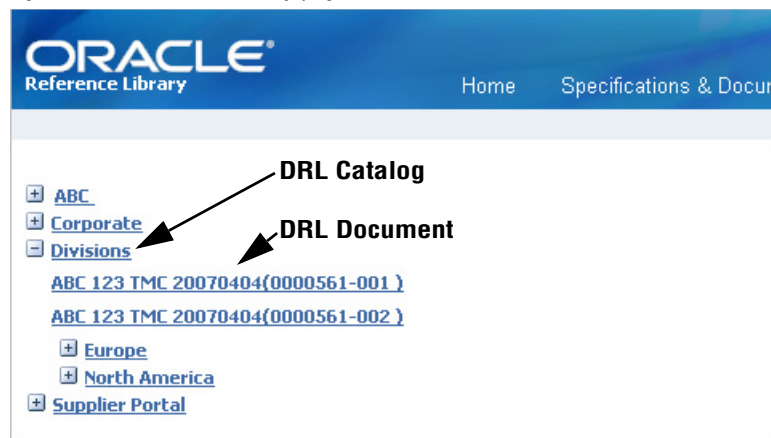 ORACLE®
Reference Library
Home Specifications & Docu
DRL Catalog
ABC
Corporate
DRL Document
Divisions
ABC 123 TMC 20070404(0000561-001 )
ABC 123 TMC 20070404(0000561-002 )
Europe
North America
Supplier Portal